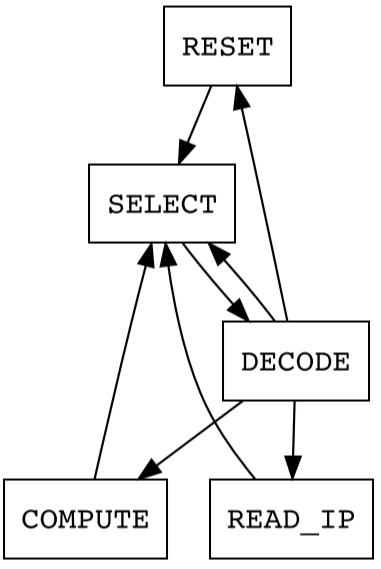 RESET
SELECT
DECODE
COMPUTE
READ_IP